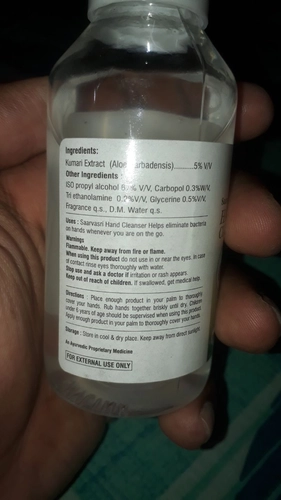 Ingredients:
Kumari Extract (Aloe barbadensis)..........5% V/V
Other Ingredients :
ISO propyl alcohol V/V, Carbopol 0.3%W/V,
Tri ethanolamine 0.2%V/V, Glycerine 0.5%V/V,
Fragrance q.s., D.M. Water q.s.
Uses : Saarvasri Hand Cleanser Helps eliminate bacteria
on hands whenever you are on the go.
Warnings
Flammable. Keep away from fire or flame.
When using this product do not use in or near the eyes. In case
of contact rinse eyes thoroughly with water.
Stop use and ask a doctor if irritation or rash appears.
Keep out of reach of children. If swallowed, get medical help.
Directions : Place enough product in your palm to thoroughly
cover your hands. Rub hands together briskly until dry. Children
under 6 years of age should be supervised when using this product.
Apply enough product in your palm to thoroughly cover your hands.
Storage : Store in cool & dry place. Keep away from direct sunlight.
An Ayurvedic Proprietary Medicine
FOR EXTERNAL USE ONLY